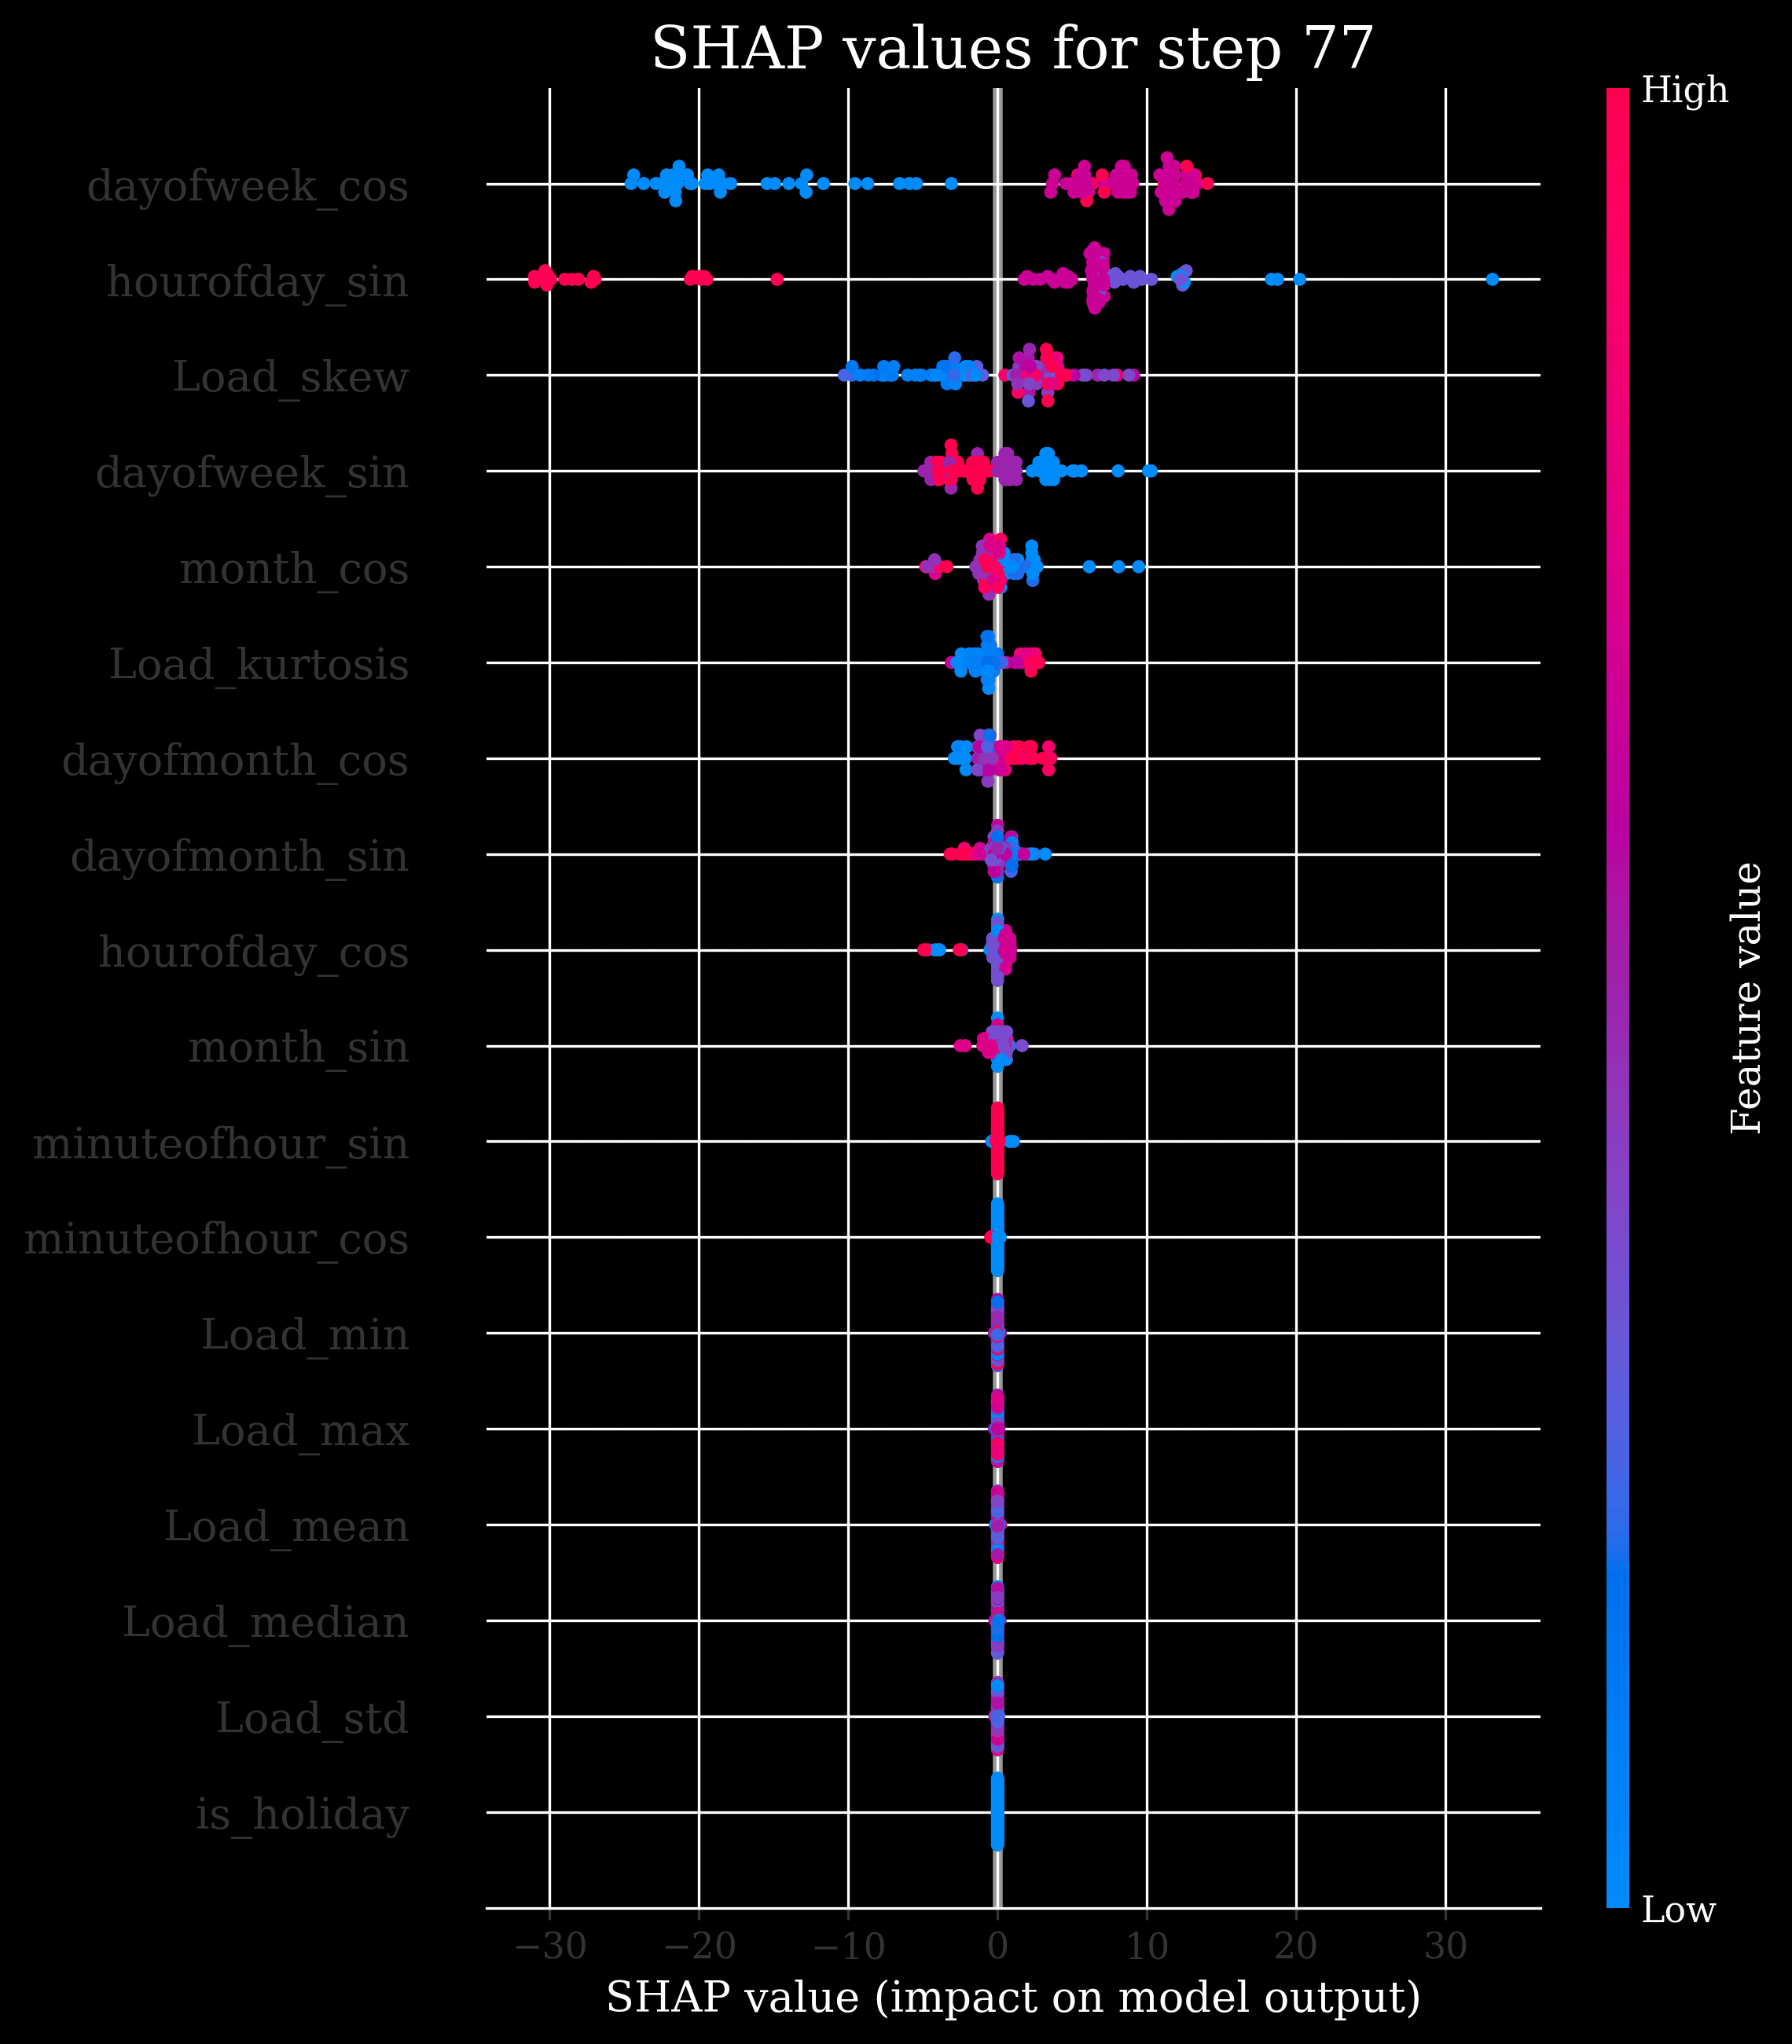 SHAP values for step 77
High
dayofweek_cos
hourofday_sin
Load_skew
dayofweek_sin
month_cos
Load_kurtosis
dayofmonth_cos
dayofmonth_sin
hourofday_cos
month_sin
minuteofhour_sin
minuteofhour_cos
Load_min
Load_max
Load_mean
Load_median
Load_std
is_holiday
Feature value
Low
−30 −20 −10 0 10 20 30
SHAP value (impact on model output)